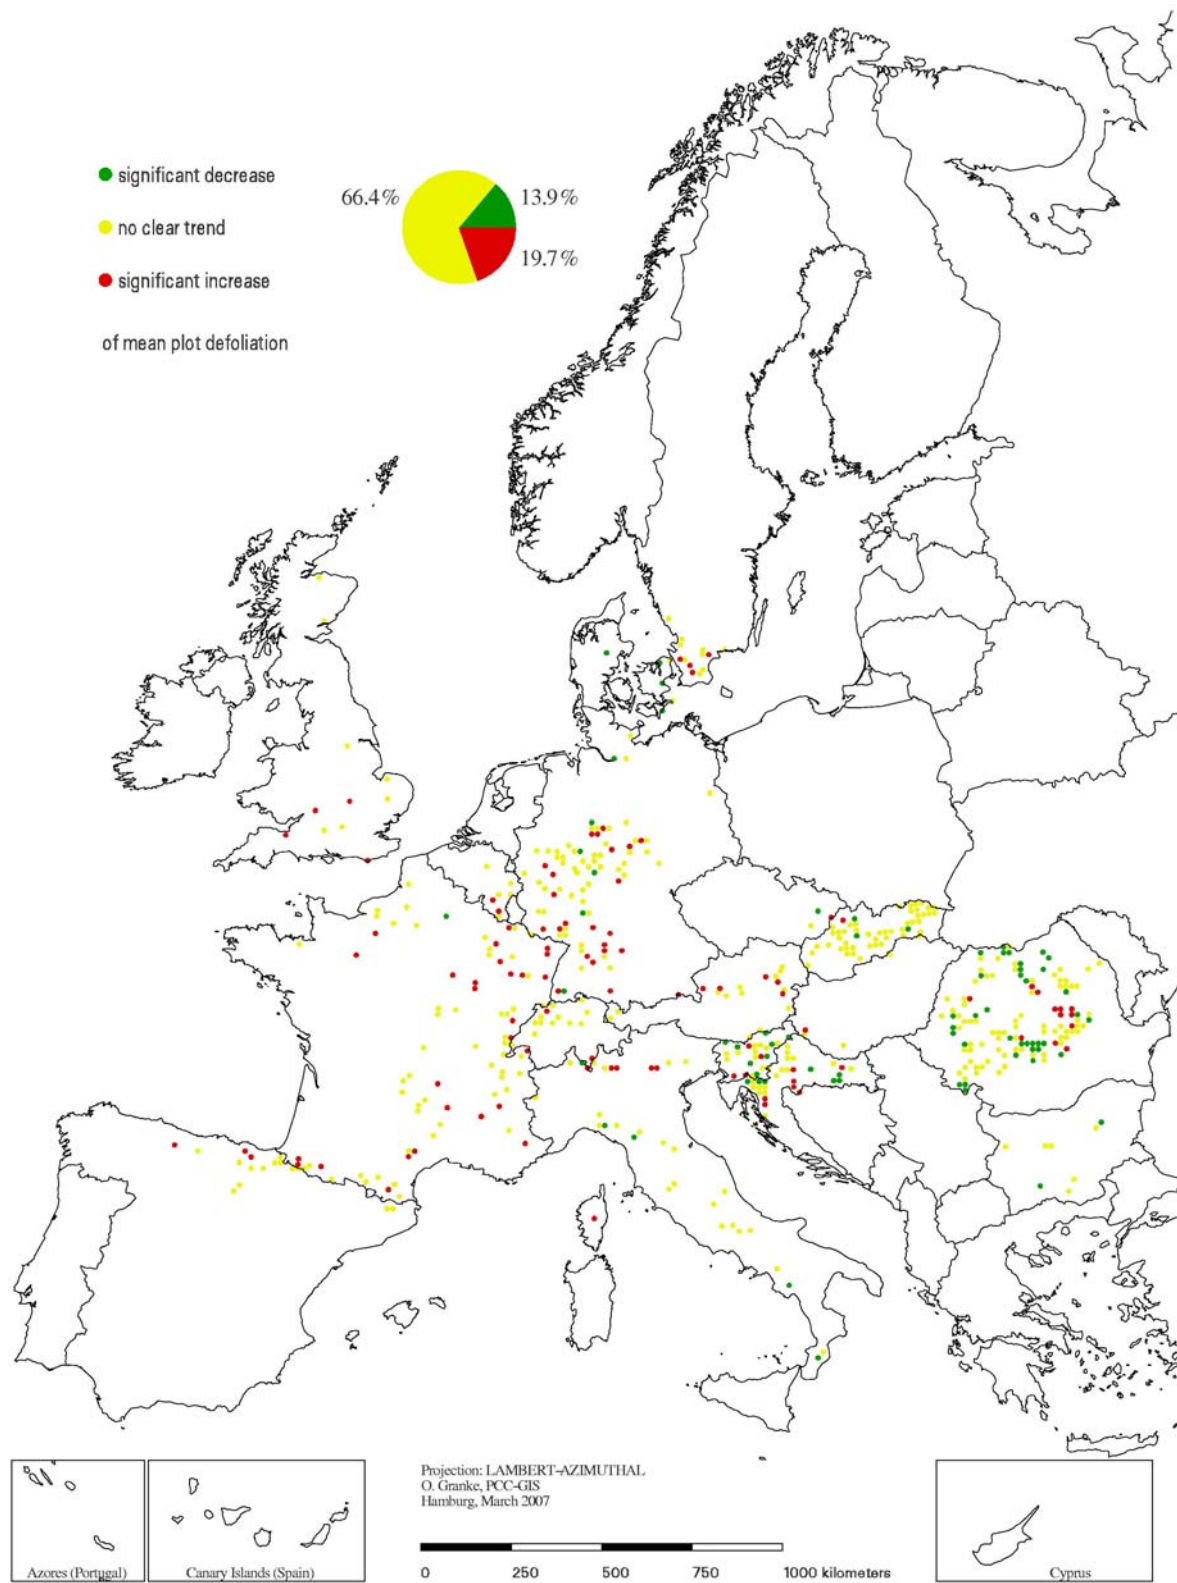 significant decrease
66.4%
13.9%
no clear trend
19.7%
significant increase
of mean plot defoliation
Projection: LAMBERT-AZIMUTHAL
O. Granke, PCC-GIS
Hamburg, March 2007
Azores (Portugal)
Canary Islands (Spain)
0 250 500 750 1000 kilometers
Cyprus